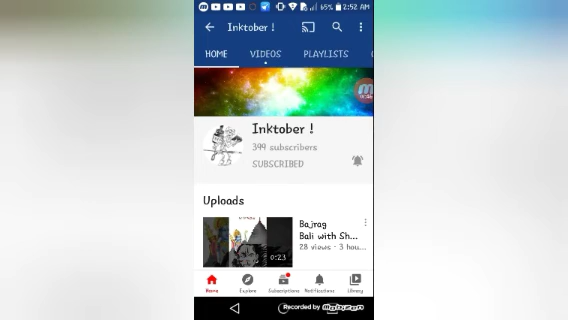 65% 2:52 AM
Inktober !
HOME VIDEOS PLAYLISTS
Inktober !
399 subscribers
SUBSCRIBED
Uploads
Bajrag
Bali with Sh...
28 views · 3 hou...
0:23
Home Explore Subscriptions Notifications Library
Recorded by